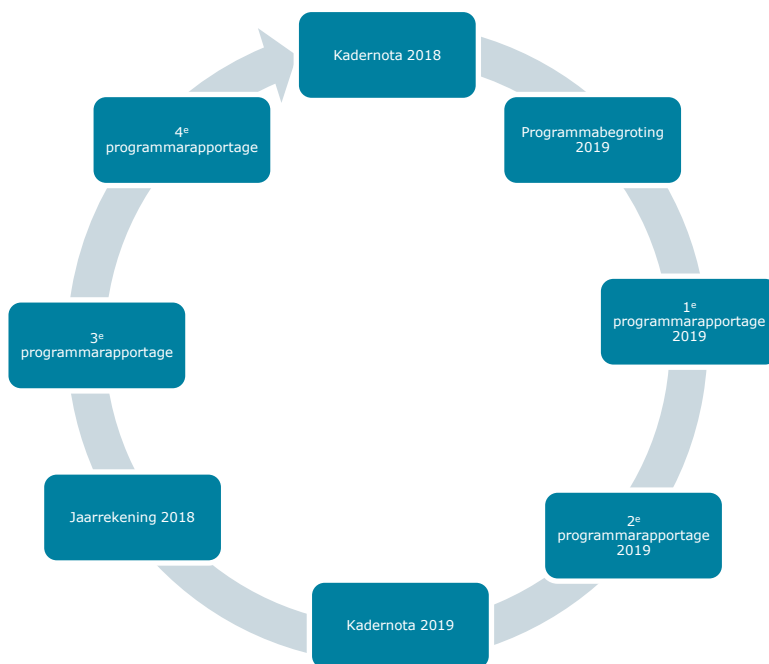 Kadernota 2018
Programmabegroting
2019
1e
programmarapportage
2019
2e
programmarapportage
2019
Kadernota 2019
Jaarrekening 2018
3e
programmarapportage
4e
programmarapportage